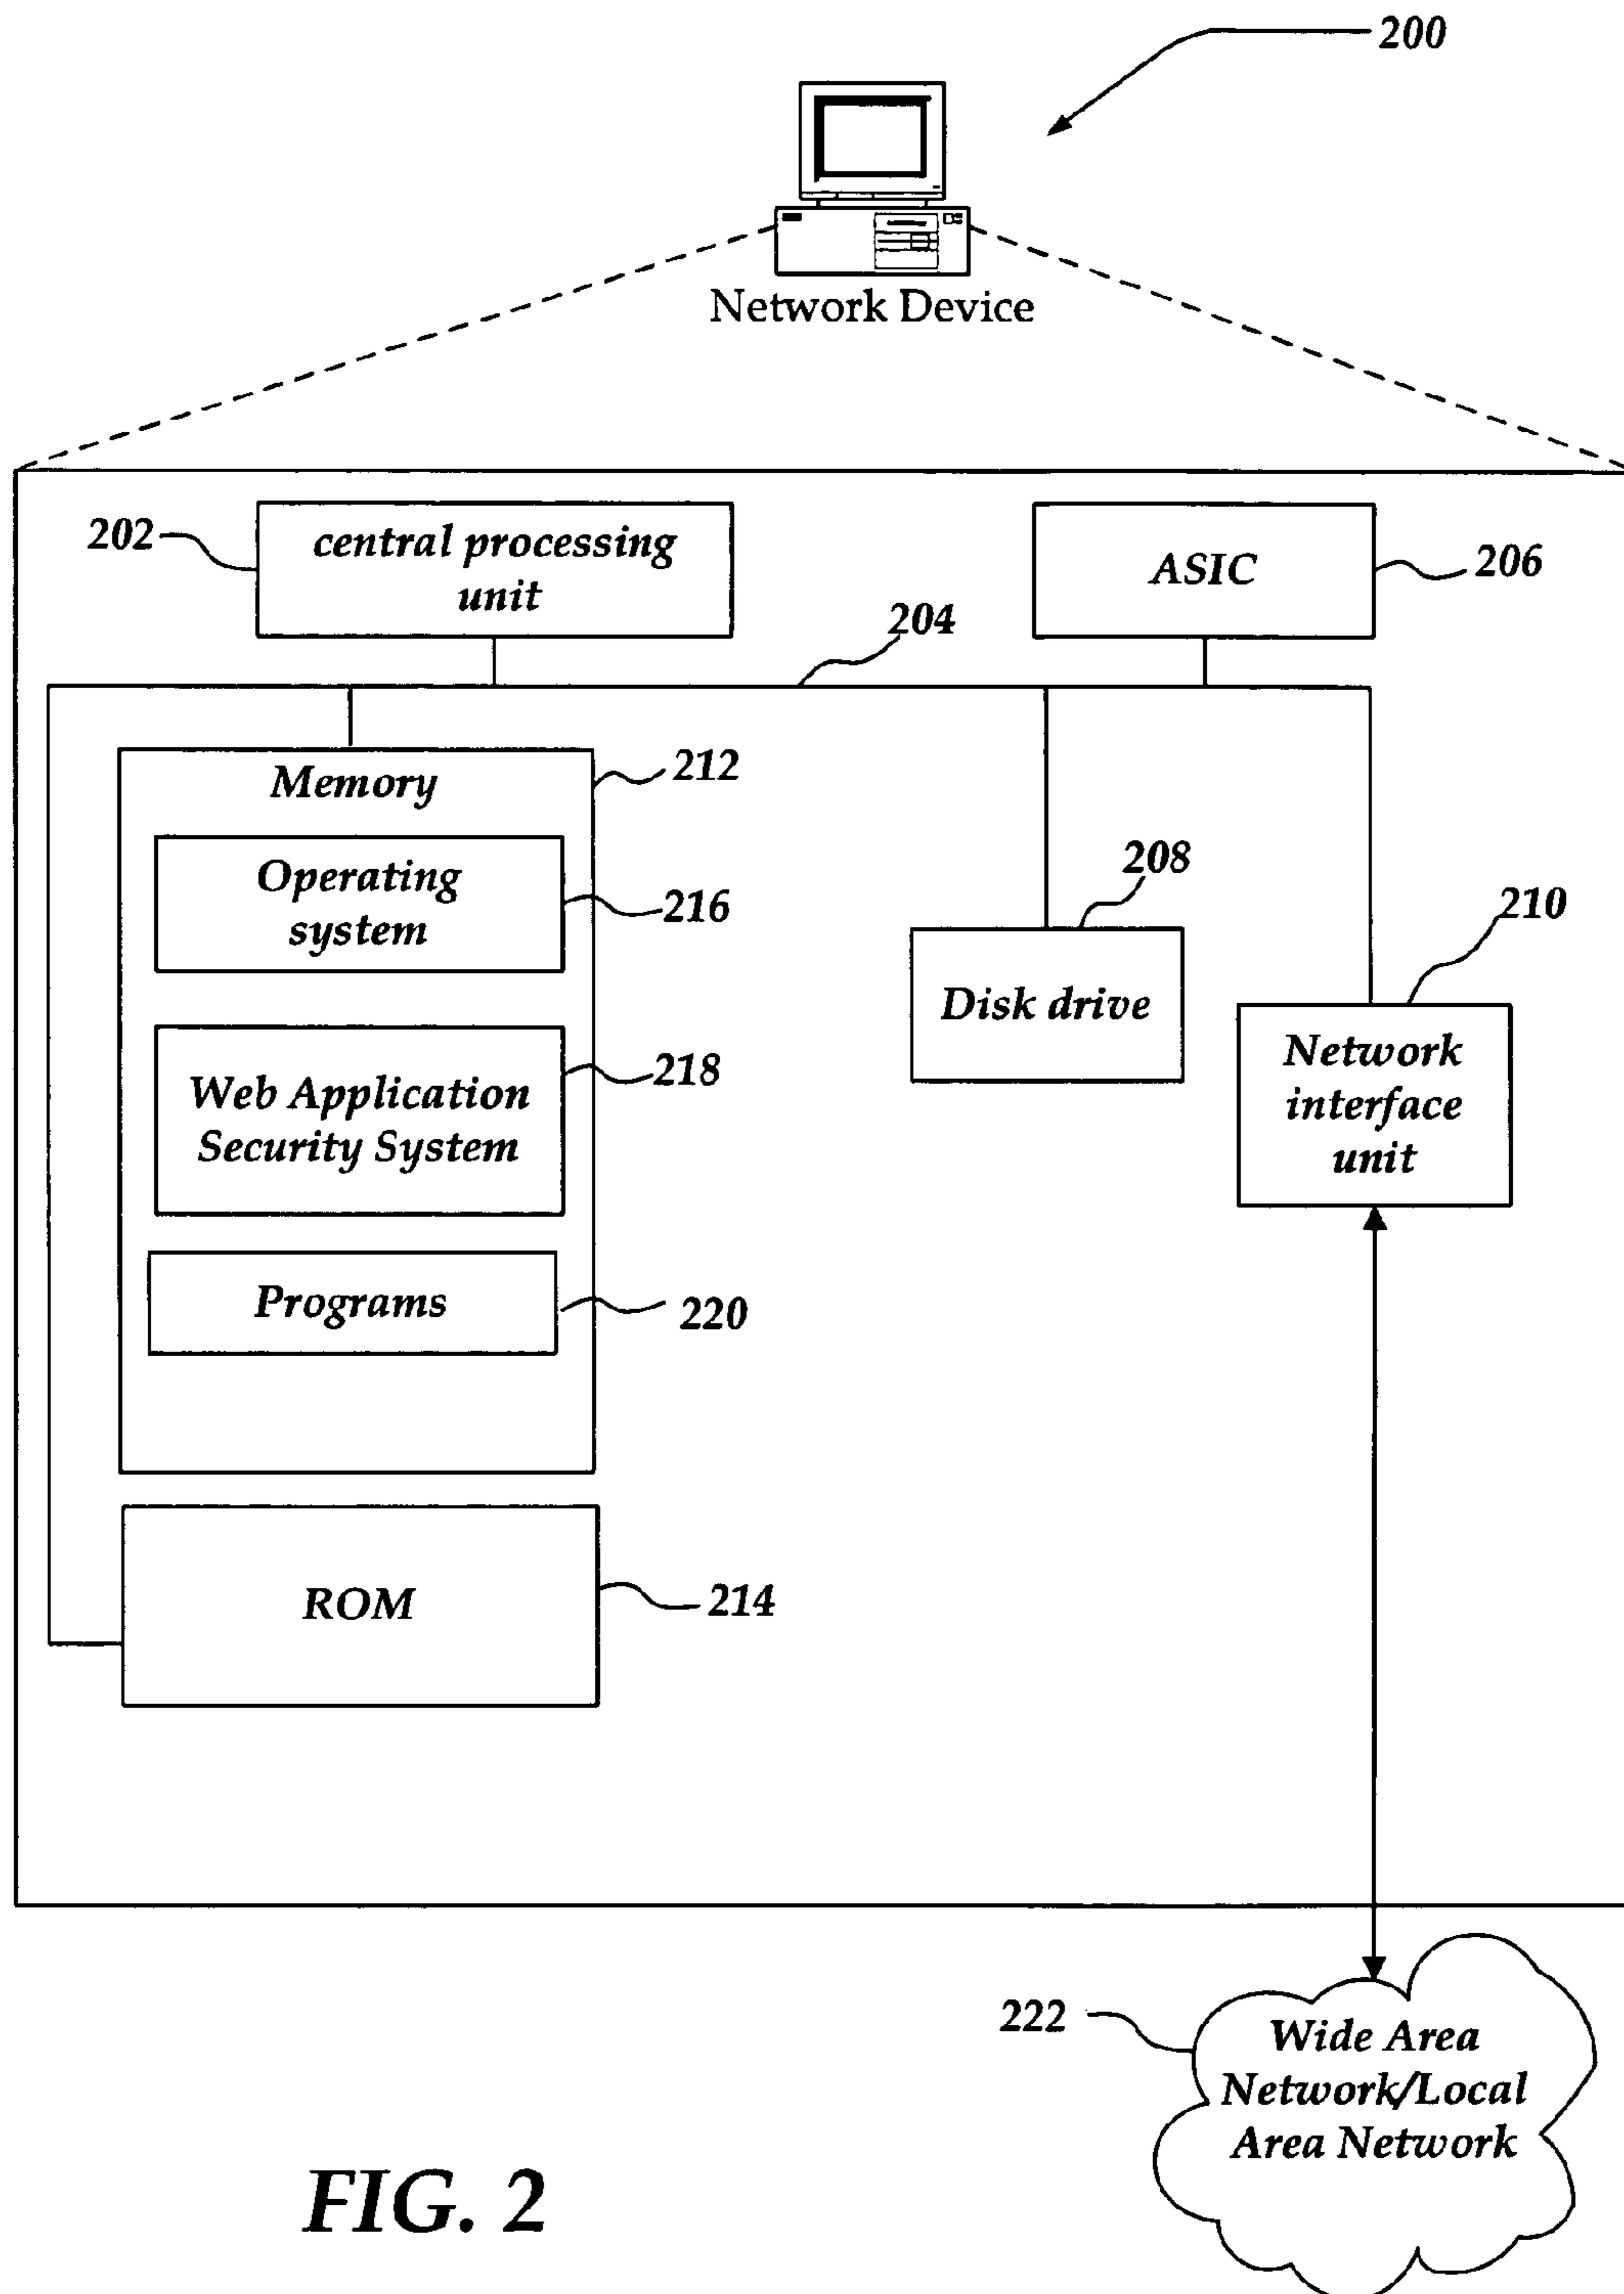 200
Network Device
202
central processing
unit
ASIC
206
204
Memory
212
Operating
system
216
208
Disk drive
210
Network
interface
unit
Web Application
Security System
218
Programs
220
ROM
214
222
Wide Area
Network/Local
Area Network
FIG. 2